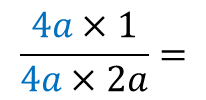 4a × 1
4a × 2a =